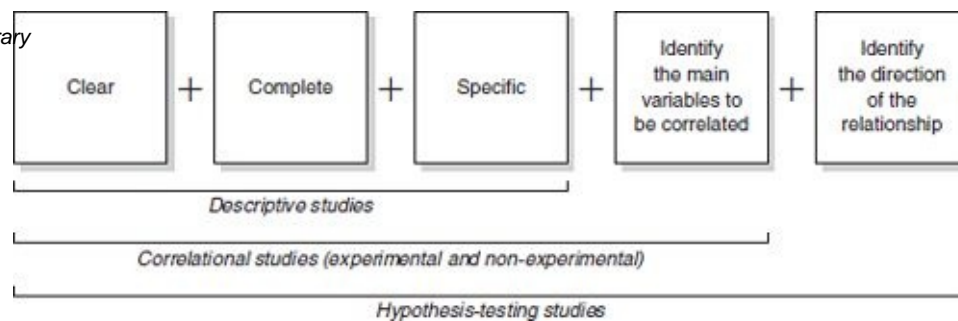 rary
Clear
+
Complete
+
Specific
+
Identify
the main
variables to
be correlated
+
Identify
the direction
of the
relationship
Descriptive studies
Correlational studies (experimental and non-experimental)
Hypothesis-testing studies